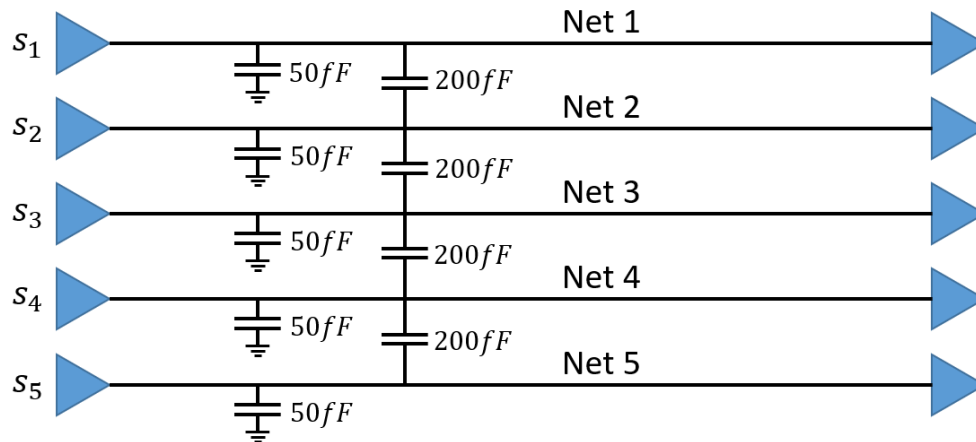 s₁ Net 1
50fF 200fF
s₂ Net 2
50fF 200fF
s₃ Net 3
50fF 200fF
s₄ Net 4
50fF 200fF
s₅ Net 5
50fF